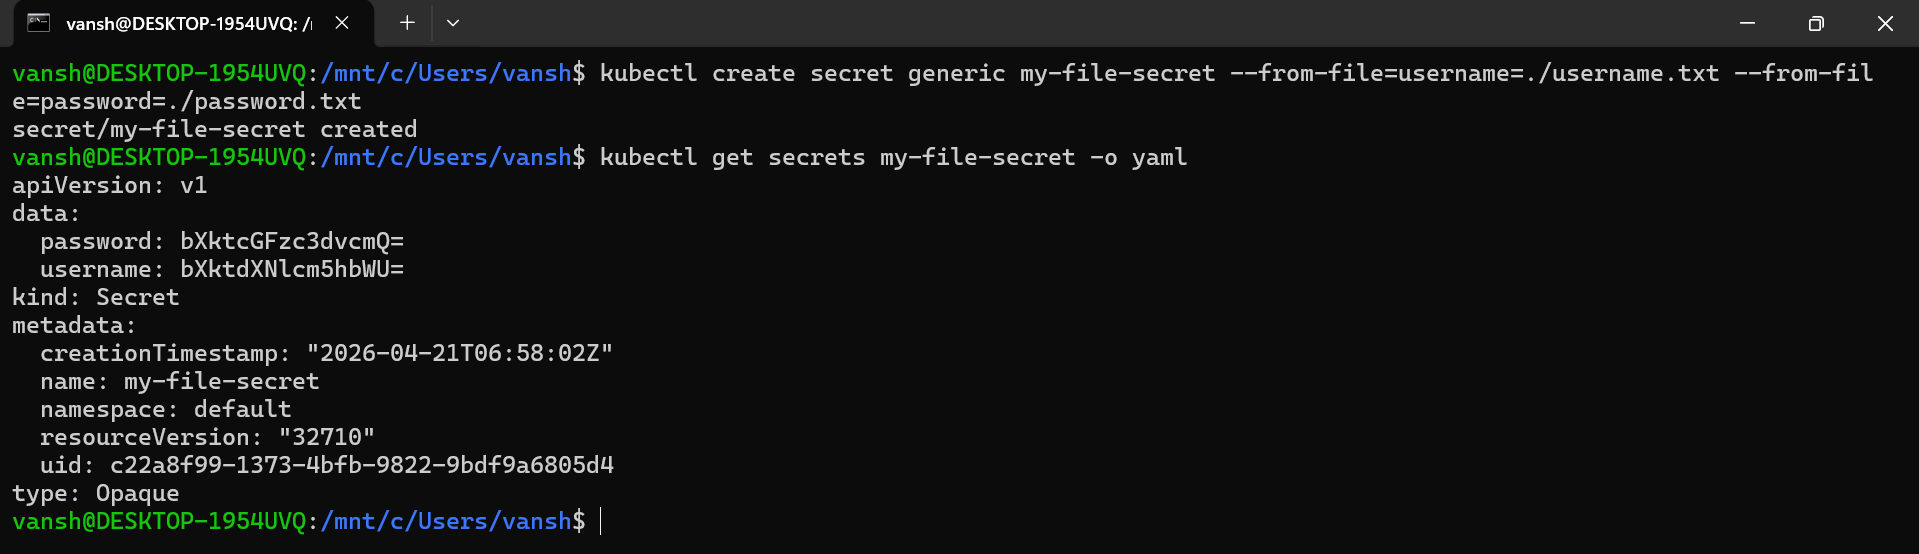 vansh@DESKTOP-1954UVQ: /
vansh@DESKTOP-1954UVQ:/mnt/c/Users/vansh$ kubectl create secret generic my-file-secret --from-file=username=./username.txt --from-fil
e=password=./password.txt
secret/my-file-secret created
vansh@DESKTOP-1954UVQ:/mnt/c/Users/vansh$ kubectl get secrets my-file-secret -o yaml
apiVersion: v1
data:
  password: bXktcGFzc3dvcmQ=
  username: bXktdXNlcm5hbWU=
kind: Secret
metadata:
  creationTimestamp: "2026-04-21T06:58:02Z"
  name: my-file-secret
  namespace: default
  resourceVersion: "32710"
  uid: c22a8f99-1373-4bfb-9822-9bdf9a6805d4
type: Opaque
vansh@DESKTOP-1954UVQ:/mnt/c/Users/vansh$